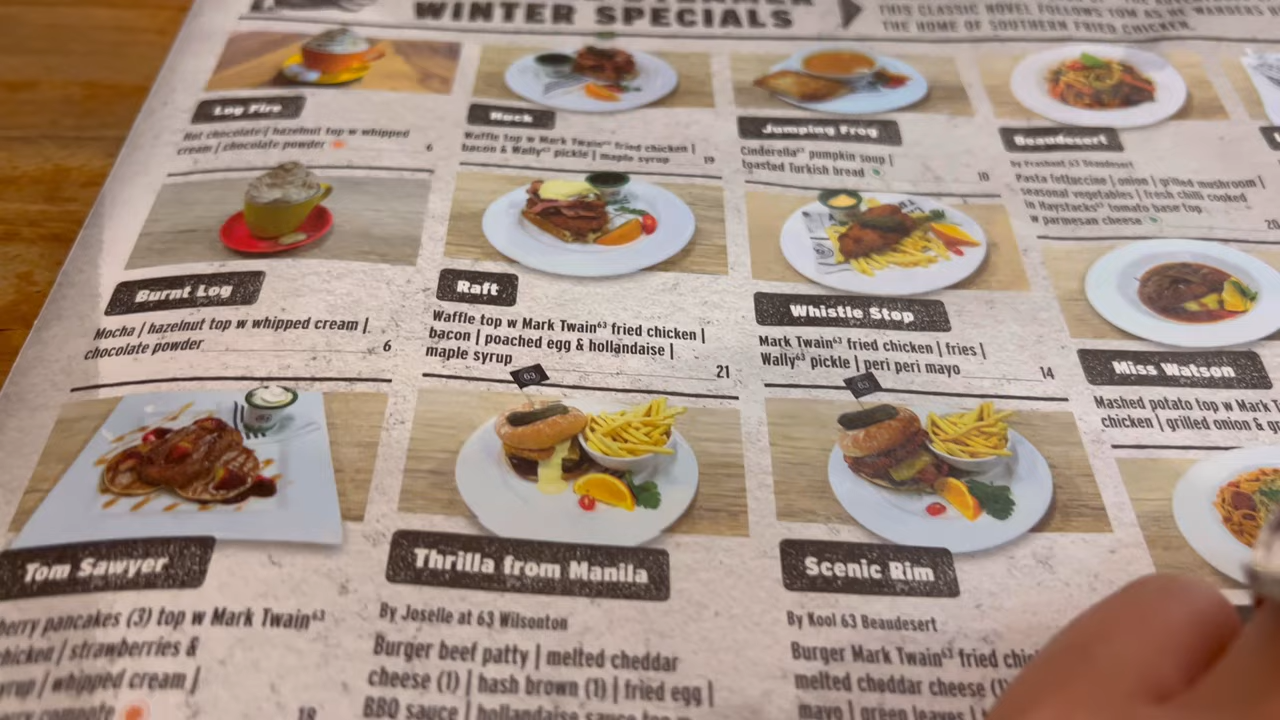 WINTER SPECIALS
THIS CLASSIC NOVEL FOLLOWS TOM AS HE WANDERS
THE HOME OF SOUTHERN FRIED CHICKEN.
Log Fire
Hot chocolate | hazelnut top w whipped
cream | chocolate powder 6
Huck
Waffle top w Mark Twain⁶³ fried chicken |
bacon & Wally⁶³ pickle | maple syrup 19
Jumping Frog
Cinderella⁶³ pumpkin soup |
toasted Turkish bread 10
Beaudesert
by Prashant 63 Beaudesert
Pasta fettuccine | onion | grilled mushroom |
seasonal vegetables | fresh chilli cooked
in Haystacks⁶³ tomato base top
w parmesan cheese 20
Burnt Log
Mocha | hazelnut top w whipped cream |
chocolate powder 6
Raft
Waffle top w Mark Twain⁶³ fried chicken |
bacon | poached egg & hollandaise |
maple syrup 21
Whistle Stop
Mark Twain⁶³ fried chicken | fries |
Wally⁶³ pickle | peri peri mayo 14
Miss Watson
Mashed potato top w Mark T
chicken | grilled onion & gr
63
63
Tom Sawyer
berry pancakes (3) top w Mark Twain⁶³
chicken | strawberries &
yrup | whipped cream |
compote 18
Thrilla from Manila
By Joselle at 63 Wilsonton
Burger beef patty | melted cheddar
cheese (1) | hash brown (1) | fried egg |
BBQ sauce | hollandaise sauce top
Scenic Rim
By Kool 63 Beaudesert
Burger Mark Twain⁶³ fried chi
melted cheddar cheese (1
mayo | green leaves |